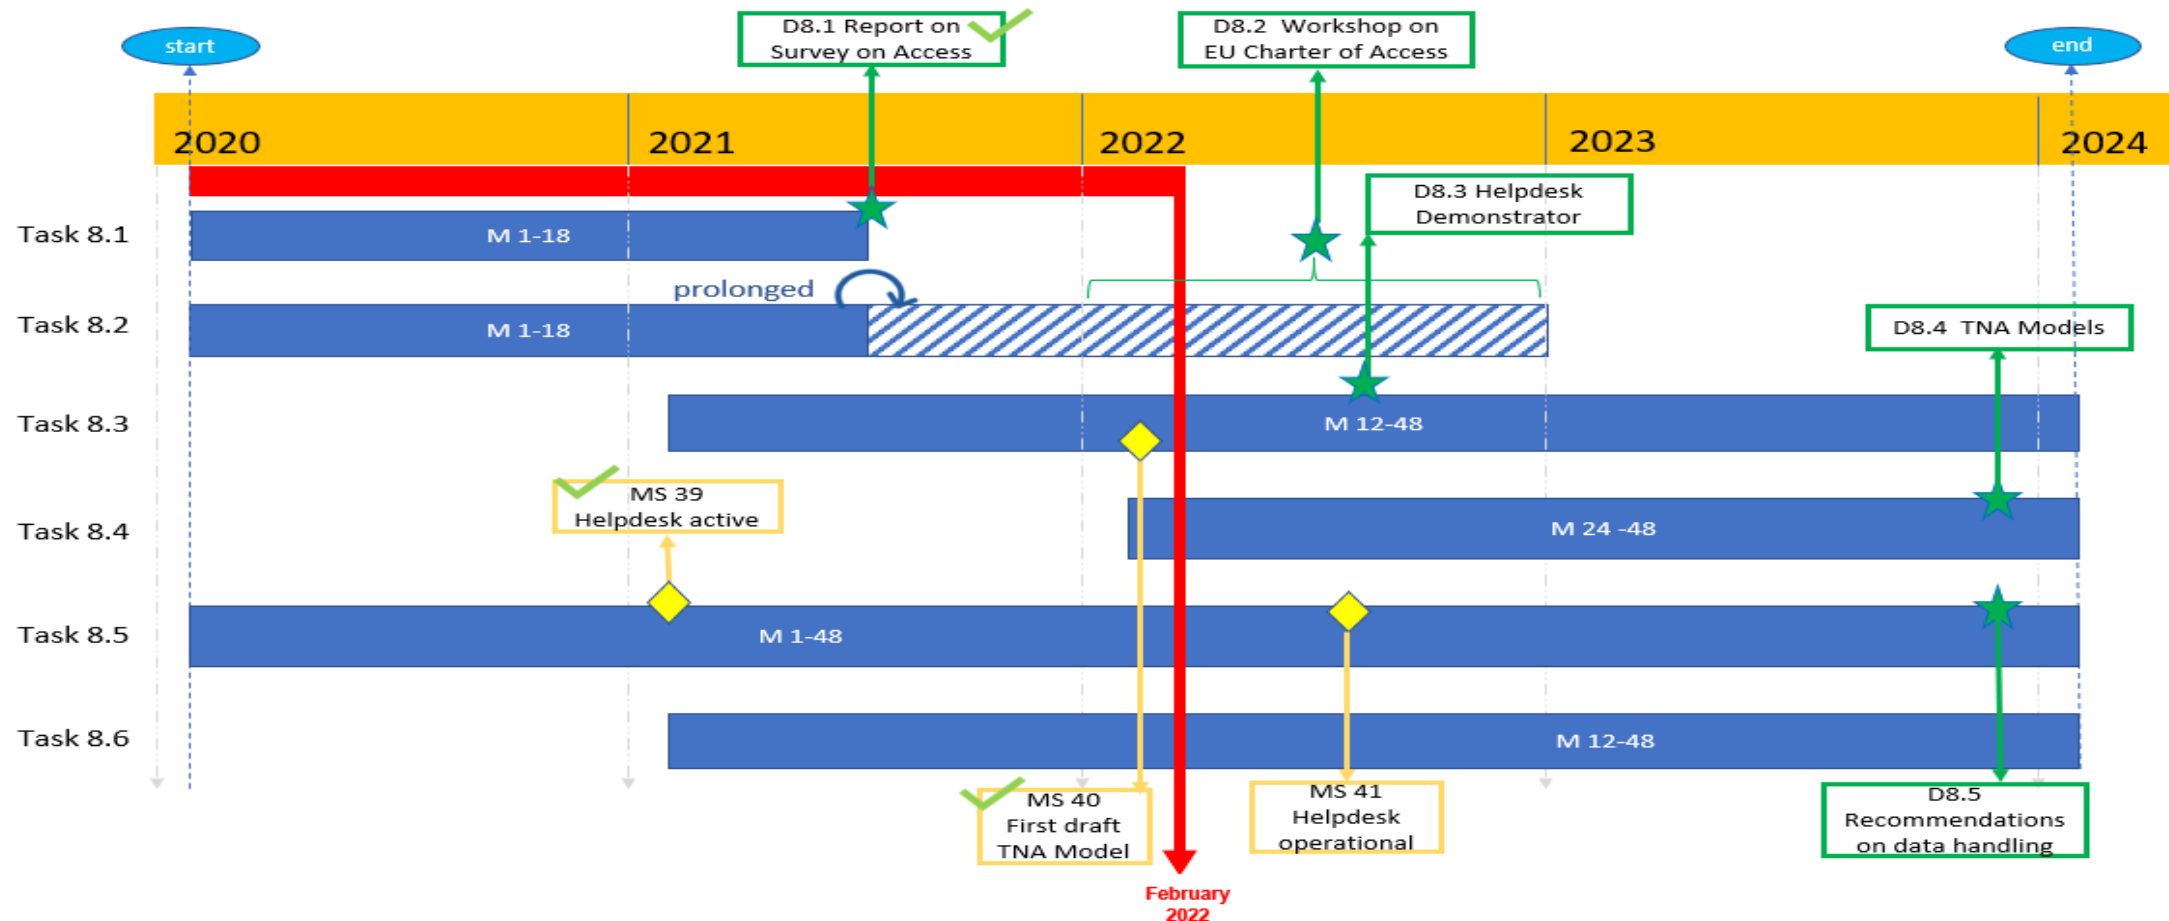 start
D8.1 Report on
Survey on Access
D8.2  Workshop on
EU Charter of Access
end
2020
2021
2022
2023
2024
D8.3 Helpdesk
Demonstrator
Task 8.1
M 1-18
prolonged
Task 8.2
M 1-18
D8.4  TNA Models
Task 8.3
M 12-48
MS 39
Helpdesk active
Task 8.4
M 24 -48
Task 8.5
M 1-48
Task 8.6
M 12-48
MS 40
First draft
TNA Model
MS 41
Helpdesk
operational
D8.5
Recommendations
on data handling
February
2022